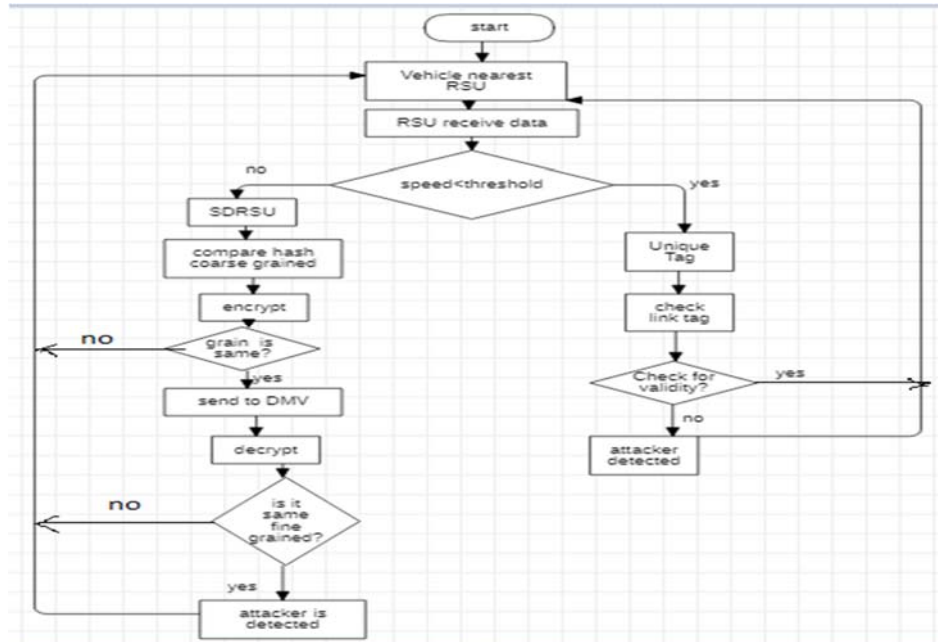 start
Vehicle nearest
RSU
RSU receive data
speed<threshold
no
yes
SDRSU
compare hash
coarse grained
encrypt
grain is
same?
no
yes
send to DMV
decrypt
is it
same
fine
grained?
no
yes
attacker is
detected
Unique
Tag
check
link tag
Check for
validity?
yes
no
attacker
detected